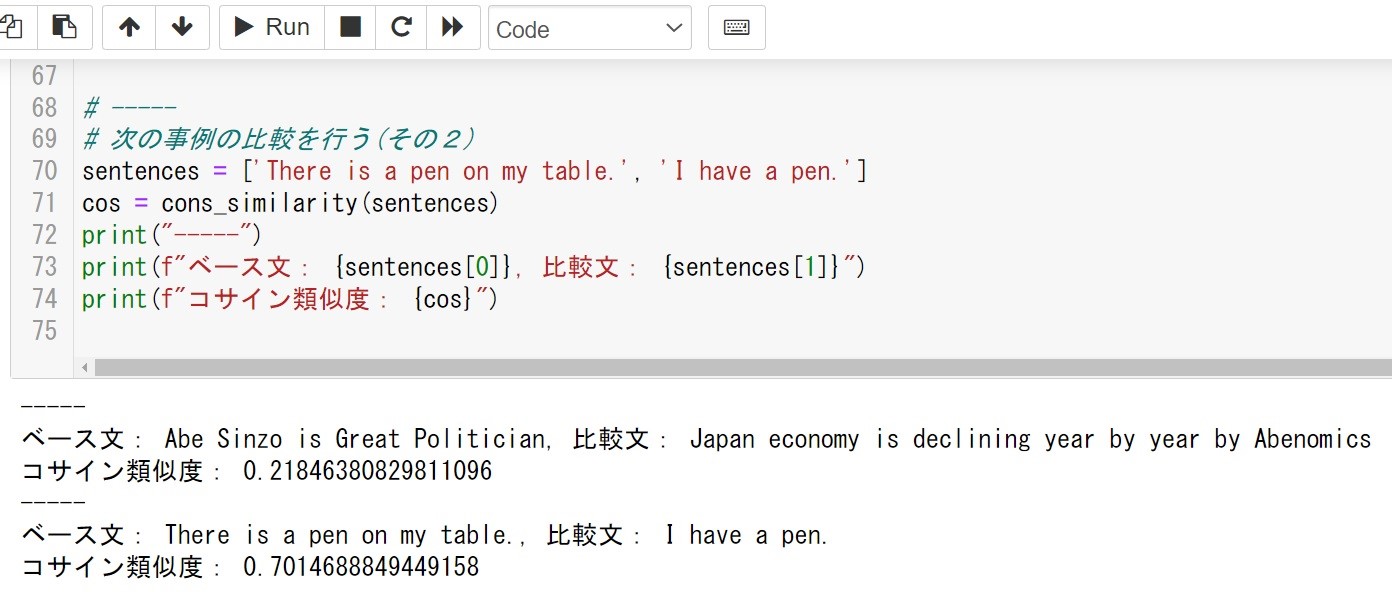 Run
Code
67
68 # -----
69 # 次の事例の比較を行う(その２)
70 sentences = ['There is a pen on my table.', 'I have a pen.']
71 cos = cons_similarity(sentences)
72 print("-----")
73 print(f"ベース文： {sentences[0]}, 比較文： {sentences[1]}")
74 print(f"コサイン類似度： {cos}")
75
-----
ベース文： Abe Sinzo is Great Politician, 比較文： Japan economy is declining year by year by Abenomics
コサイン類似度： 0.21846380829811096
-----
ベース文： There is a pen on my table., 比較文： I have a pen.
コサイン類似度： 0.7014688849449158